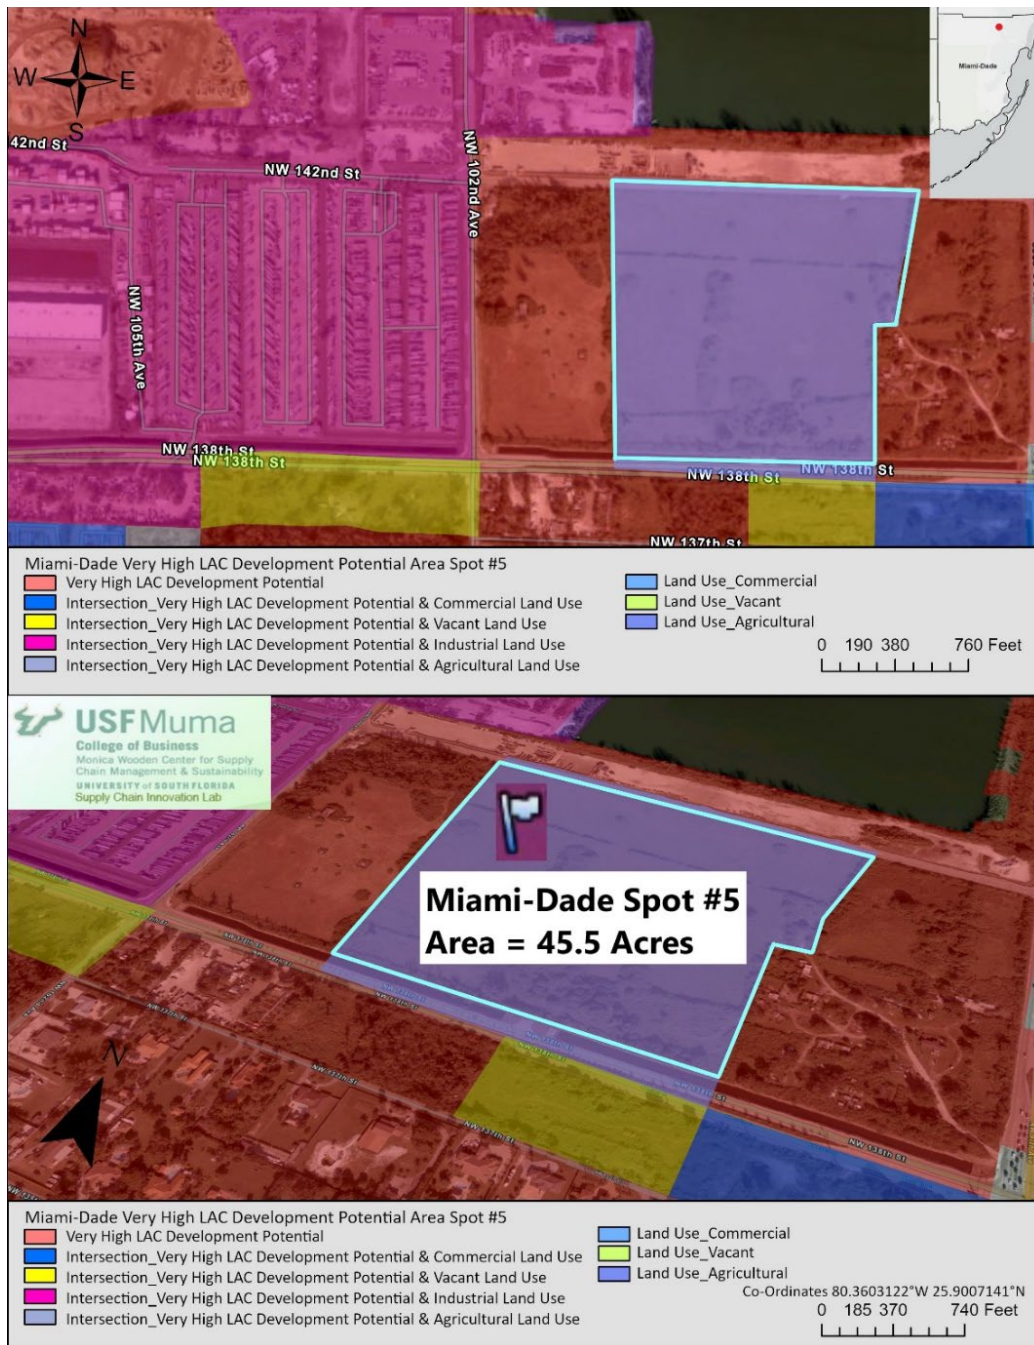 N
W E
S
Miami-Dade
42nd St
NW 142nd St
NW 102nd Ave
NW 105th Ave
NW 138th St
NW 138th St
NW 138th St
NW 138th St
NW 137th St
Miami-Dade Very High LAC Development Potential Area Spot #5
Very High LAC Development Potential
Intersection_Very High LAC Development Potential & Commercial Land Use
Intersection_Very High LAC Development Potential & Vacant Land Use
Intersection_Very High LAC Development Potential & Industrial Land Use
Intersection_Very High LAC Development Potential & Agricultural Land Use
Land Use_Commercial
Land Use_Vacant
Land Use_Agricultural
0 190 380 760 Feet
USF Muma
College of Business
Monica Wooden Center for Supply
Chain Management & Sustainability
UNIVERSITY of SOUTH FLORIDA
Supply Chain Innovation Lab
Miami-Dade Spot #5
Area = 45.5 Acres
N
NW 137th St
NW 137th St
NW 138th St
Miami-Dade Very High LAC Development Potential Area Spot #5
Very High LAC Development Potential
Intersection_Very High LAC Development Potential & Commercial Land Use
Intersection_Very High LAC Development Potential & Vacant Land Use
Intersection_Very High LAC Development Potential & Industrial Land Use
Intersection_Very High LAC Development Potential & Agricultural Land Use
Land Use_Commercial
Land Use_Vacant
Land Use_Agricultural
Co-Ordinates 80.3603122°W 25.9007141°N
0 185 370 740 Feet